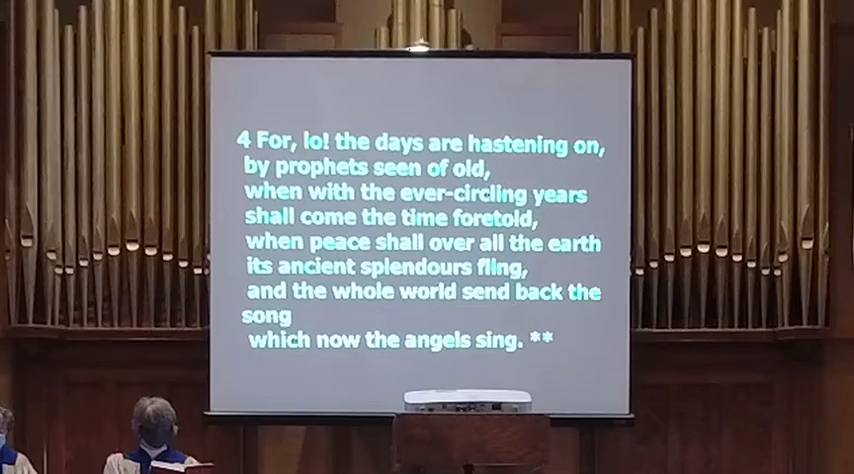 4 For, lo! the days are hastening on,
by prophets seen of old,
when with the ever-circling years
shall come the time foretold,
when peace shall over all the earth
its ancient splendours fling,
and the whole world send back the
song
which now the angels sing. **